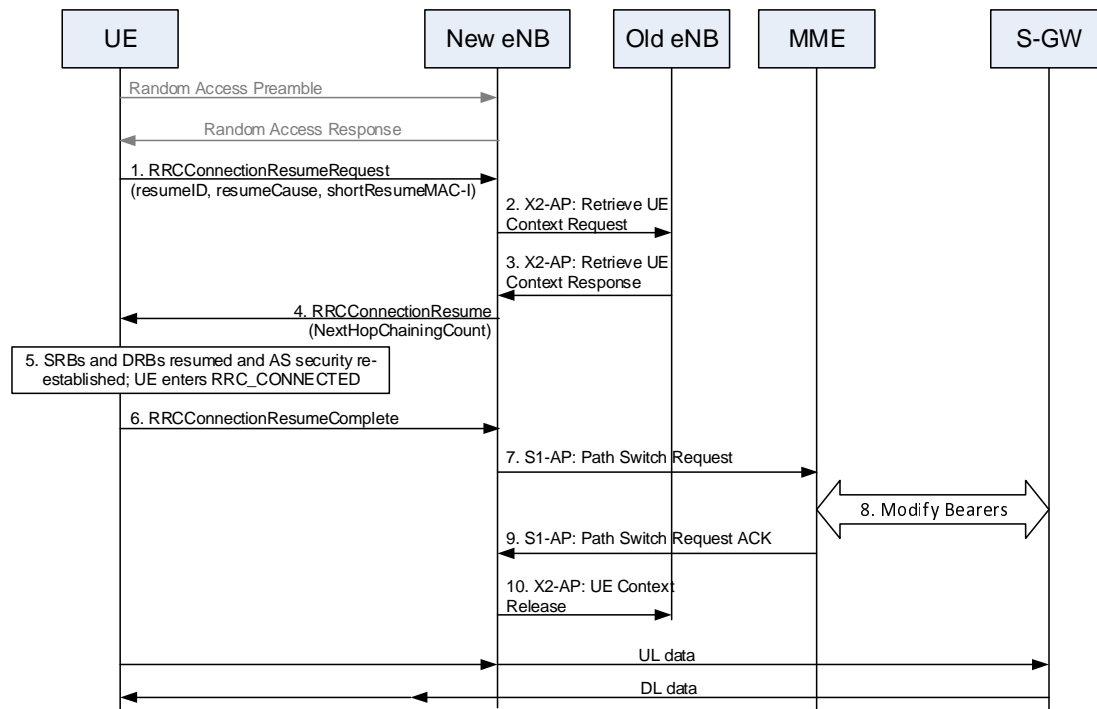 UE
New eNB
Old eNB
MME
S-GW
Random Access Preamble
Random Access Response
1. RRCConnectionResumeRequest
(resumeID, resumeCause, shortResumeMAC-I)
2. X2-AP: Retrieve UE
Context Request
3. X2-AP: Retrieve UE
Context Response
4. RRCConnectionResume
(NextHopChainingCount)
5. SRBs and DRBs resumed and AS security re-
established; UE enters RRC_CONNECTED
6. RRCConnectionResumeComplete
7. S1-AP: Path Switch Request
8. Modify Bearers
9. S1-AP: Path Switch Request ACK
10. X2-AP: UE Context
Release
UL data
DL data